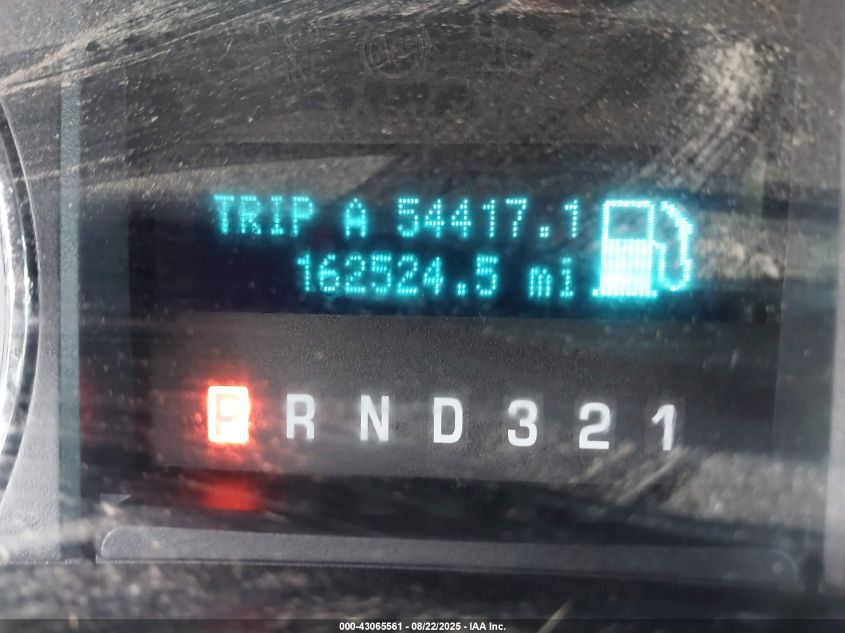 TRIP A 54417.1
162524.5 mi
P R N D 3 2 1
000-43065561 - 08/22/2025 - IAA Inc.